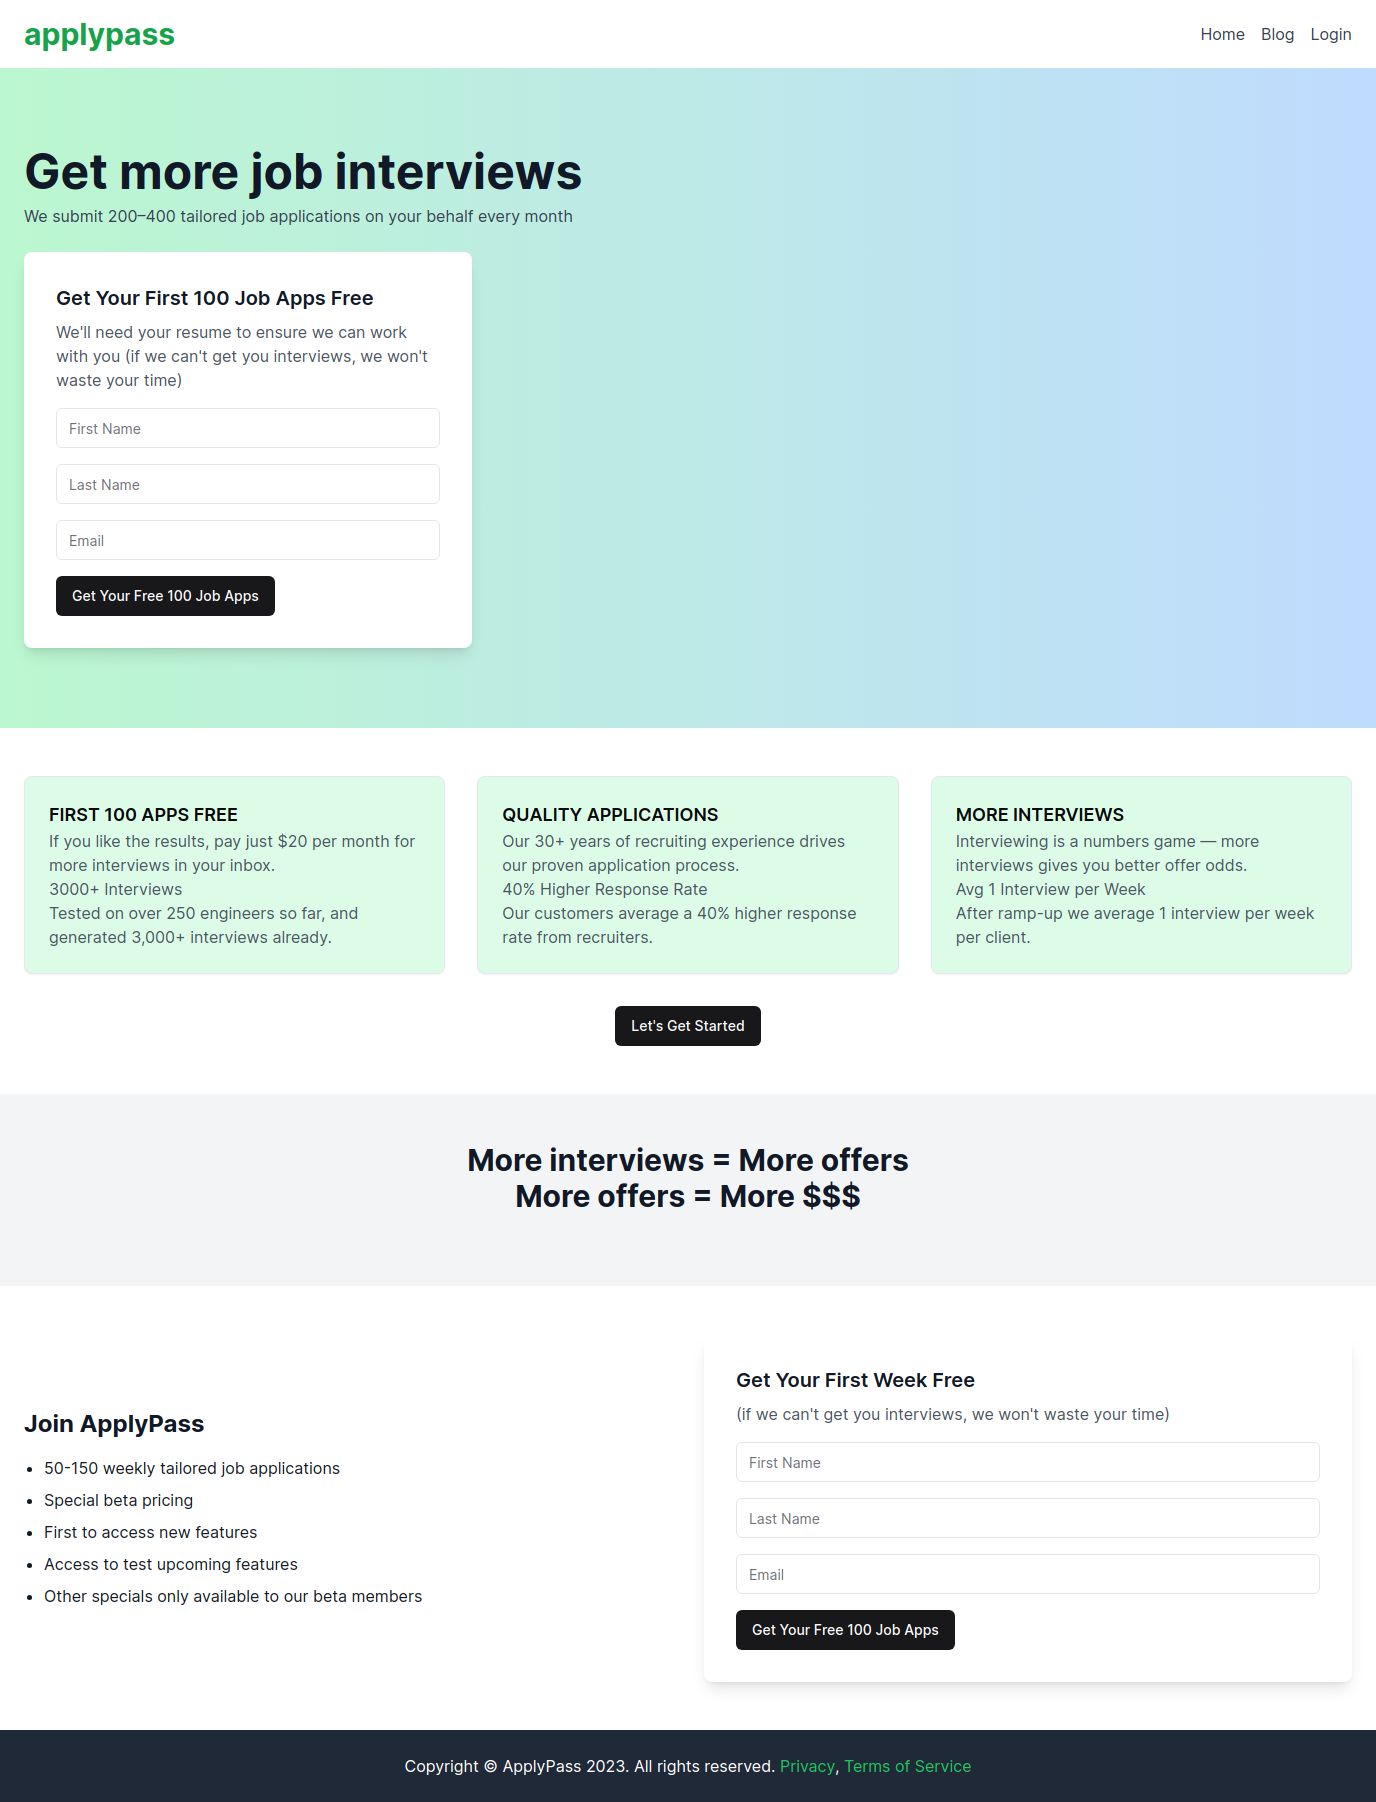 applypass
Home Blog Login
Get more job interviews
We submit 200–400 tailored job applications on your behalf every month
Get Your First 100 Job Apps Free
We'll need your resume to ensure we can work
with you (if we can't get you interviews, we won't
waste your time)
First Name
Last Name
Email
Get Your Free 100 Job Apps
FIRST 100 APPS FREE
If you like the results, pay just $20 per month for
more interviews in your inbox.
3000+ Interviews
Tested on over 250 engineers so far, and
generated 3,000+ interviews already.
QUALITY APPLICATIONS
Our 30+ years of recruiting experience drives
our proven application process.
40% Higher Response Rate
Our customers average a 40% higher response
rate from recruiters.
MORE INTERVIEWS
Interviewing is a numbers game — more
interviews gives you better offer odds.
Avg 1 Interview per Week
After ramp-up we average 1 interview per week
per client.
Let's Get Started
More interviews = More offers
More offers = More $$$
Join ApplyPass
• 50-150 weekly tailored job applications
• Special beta pricing
• First to access new features
• Access to test upcoming features
• Other specials only available to our beta members
Get Your First Week Free
(if we can't get you interviews, we won't waste your time)
First Name
Last Name
Email
Get Your Free 100 Job Apps
Copyright © ApplyPass 2023. All rights reserved. Privacy, Terms of Service